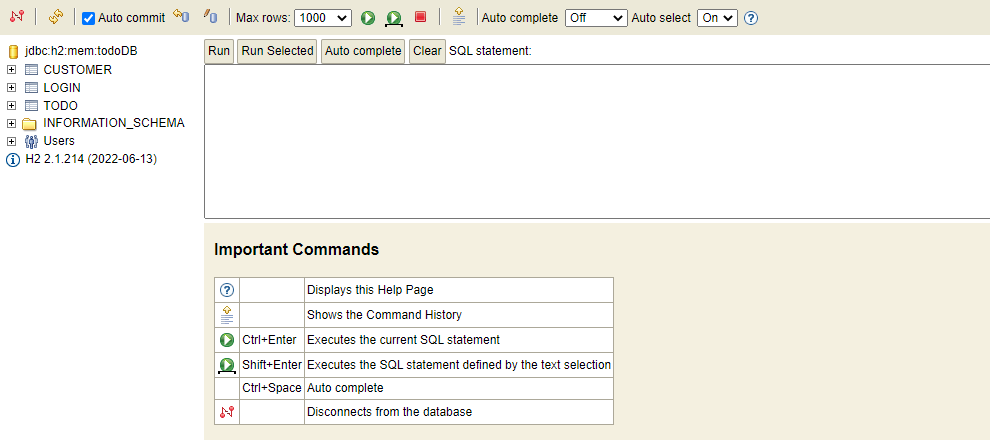 Auto commit Max rows: 1000 Auto complete Off Auto select On
jdbc:h2:mem:todoDB
CUSTOMER
LOGIN
TODO
INFORMATION_SCHEMA
Users
H2 2.1.214 (2022-06-13)
Run Run Selected Auto complete Clear SQL statement:
Important Commands
Displays this Help Page
Shows the Command History
Ctrl+Enter Executes the current SQL statement
Shift+Enter Executes the SQL statement defined by the text selection
Ctrl+Space Auto complete
Disconnects from the database